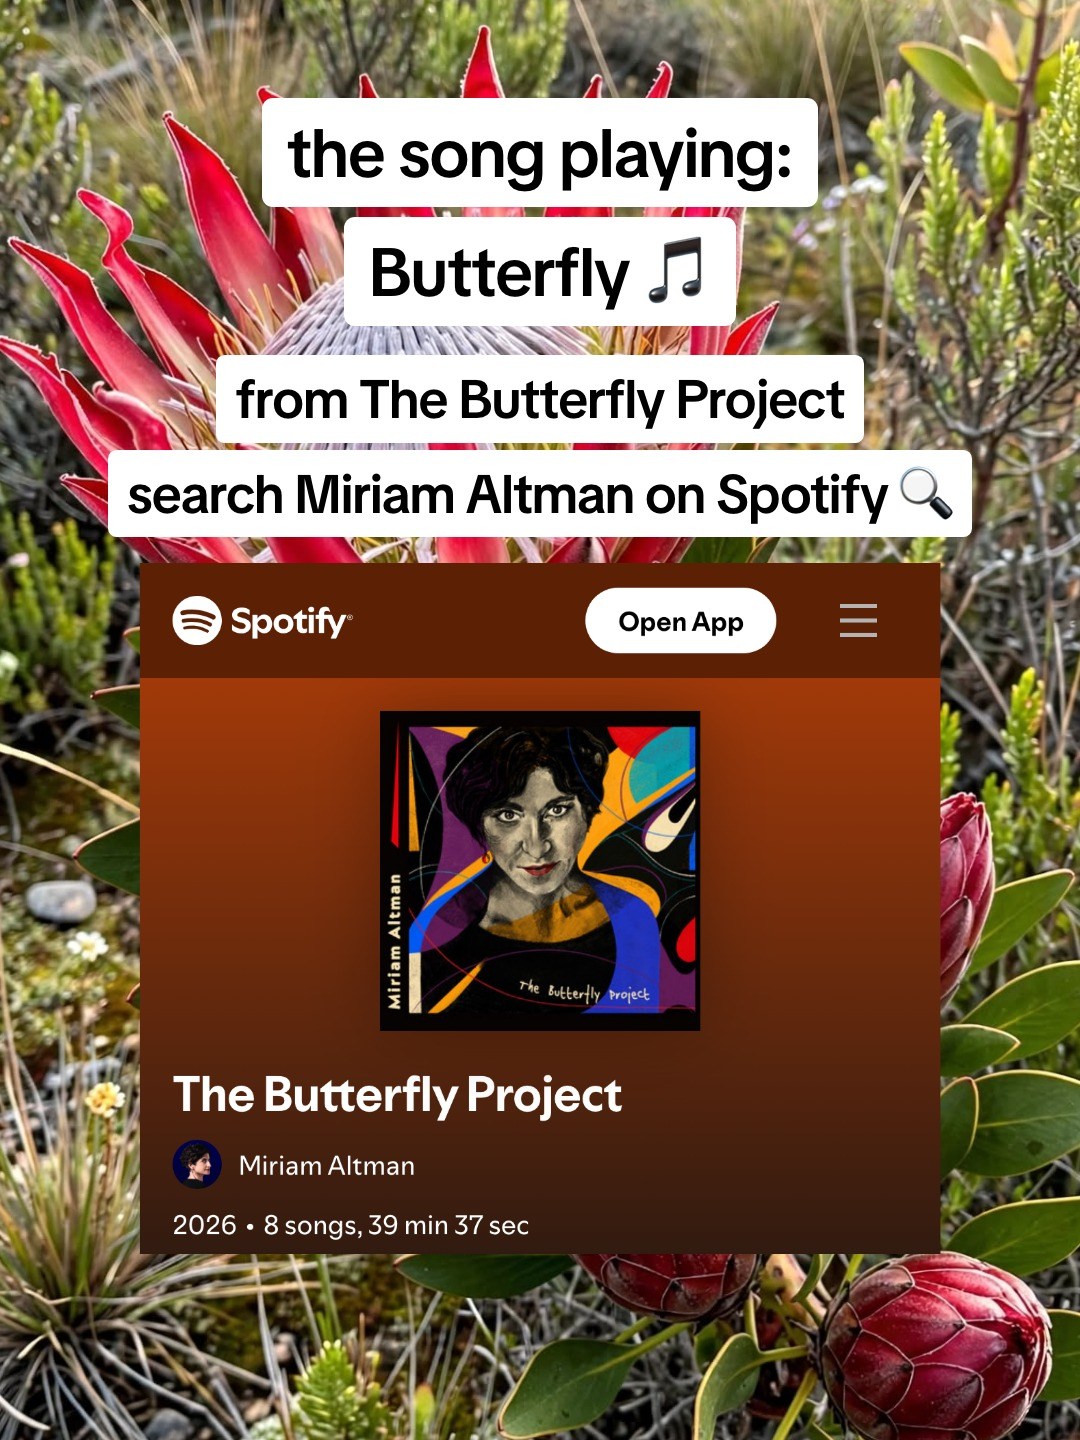 the song playing:
Butterfly 🎵
from The Butterfly Project
search Miriam Altman on Spotify 🔍
Spotify®
Open App
Miriam Altman
The Butterfly Project
The Butterfly Project
Miriam Altman
2026 • 8 songs, 39 min 37 sec